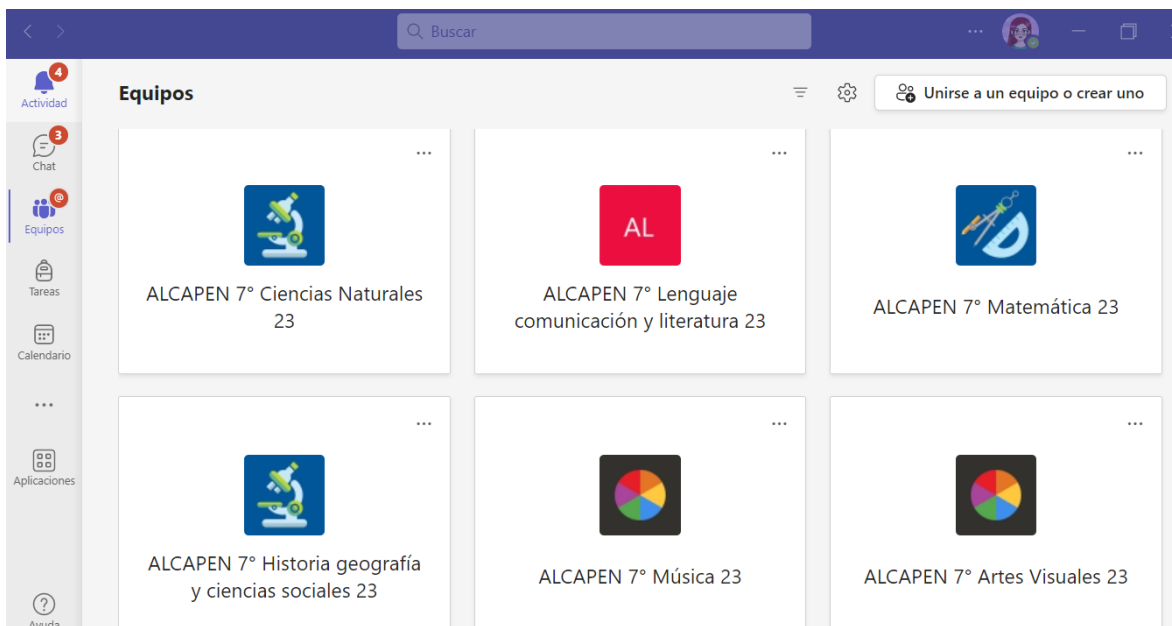 Buscar
4
Actividad
Equipos
Unirse a un equipo o crear uno
3
Chat
@
Equipos
Tareas
Calendario
Aplicaciones
Ayuda
ALCAPEN 7° Ciencias Naturales
23
AL
ALCAPEN 7° Lenguaje
comunicación y literatura 23
ALCAPEN 7° Matemática 23
ALCAPEN 7° Historia geografía
y ciencias sociales 23
ALCAPEN 7° Música 23
ALCAPEN 7° Artes Visuales 23